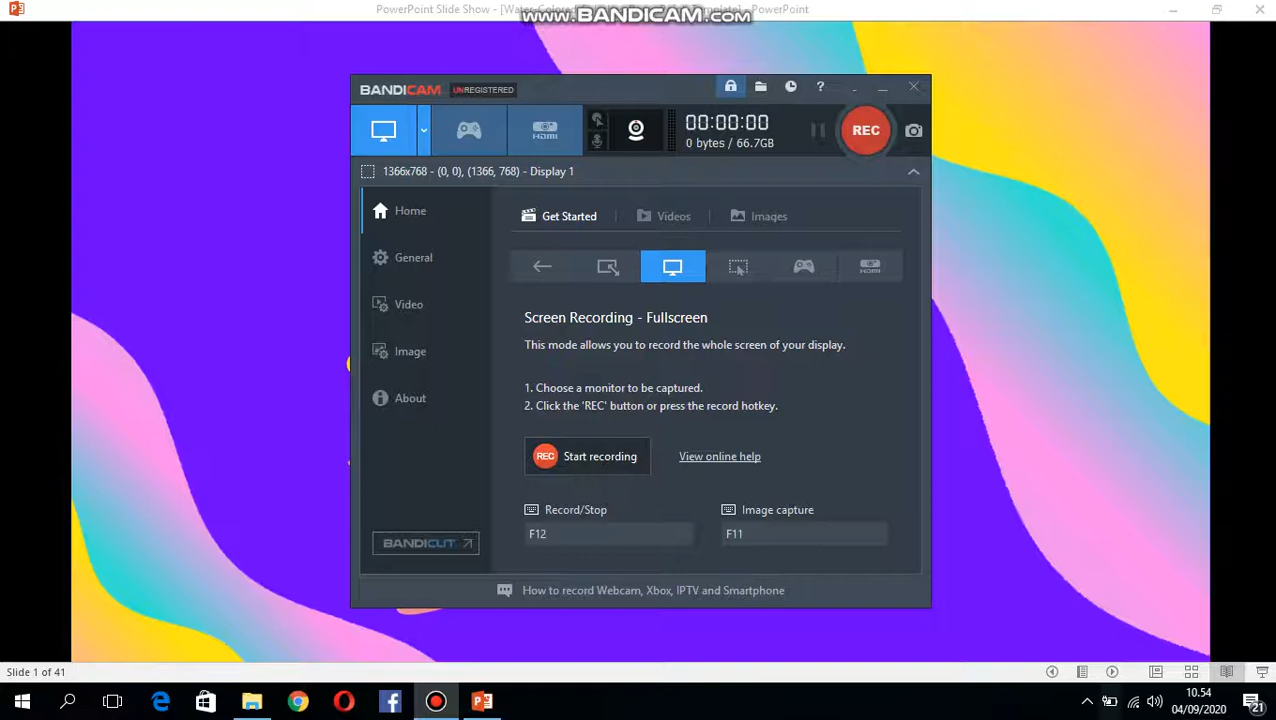 PowerPoint Slide Show - [Water
PowerPoint
www.BANDICAM.com
BANDICAM UNREGISTERED
?
HDMI
00:00:00
0 bytes / 66.7GB
REC
1366x768 - (0, 0), (1366, 768) - Display 1
Home
General
Video
Image
About
BANDICUT
Get Started
Videos
Images
HDMI
Screen Recording - Fullscreen
This mode allows you to record the whole screen of your display.
1. Choose a monitor to be captured.
2. Click the 'REC' button or press the record hotkey.
REC Start recording
View online help
Record/Stop
Image capture
F12
F11
How to record Webcam, Xbox, IPTV and Smartphone
Slide 1 of 41
10.54
04/09/2020
21